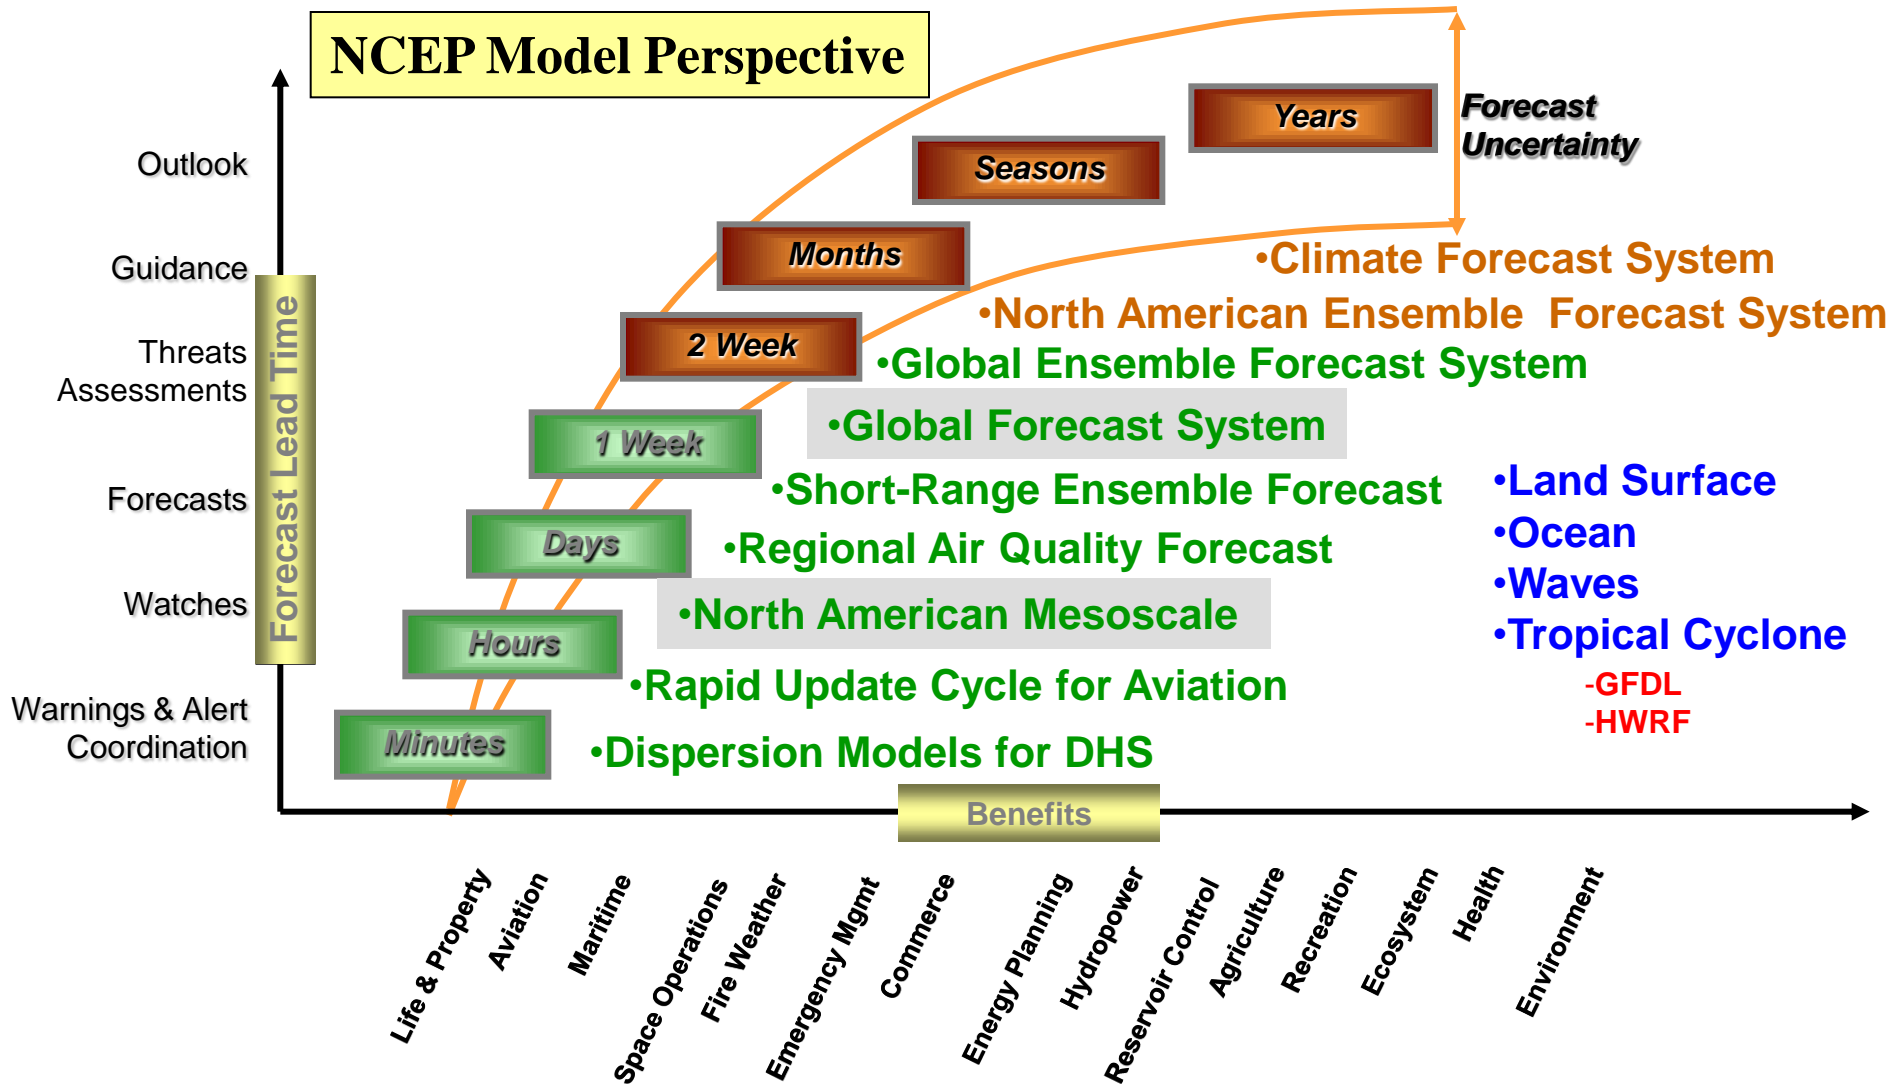 NCEP Model Perspective
Years
Forecast
Uncertainty
Seasons
Outlook
Months
Guidance
•Climate Forecast System
•North American Ensemble  Forecast System
2 Week
Threats
Assessments
•Global Ensemble Forecast System
1 Week
•Global Forecast System
Forecast Lead Time
•Short-Range Ensemble Forecast
Forecasts
Days
•Regional Air Quality Forecast
Watches
•North American Mesoscale
Hours
•Rapid Update Cycle for Aviation
Warnings & Alert
Coordination
Minutes
•Dispersion Models for DHS
•Land Surface
•Ocean
•Waves
•Tropical Cyclone
-GFDL
-HWRF
Benefits
Life & Property
Aviation
Maritime
Space Operations
Fire Weather
Emergency Mgmt
Commerce
Energy Planning
Hydropower
Reservoir Control
Agriculture
Recreation
Ecosystem
Health
Environment